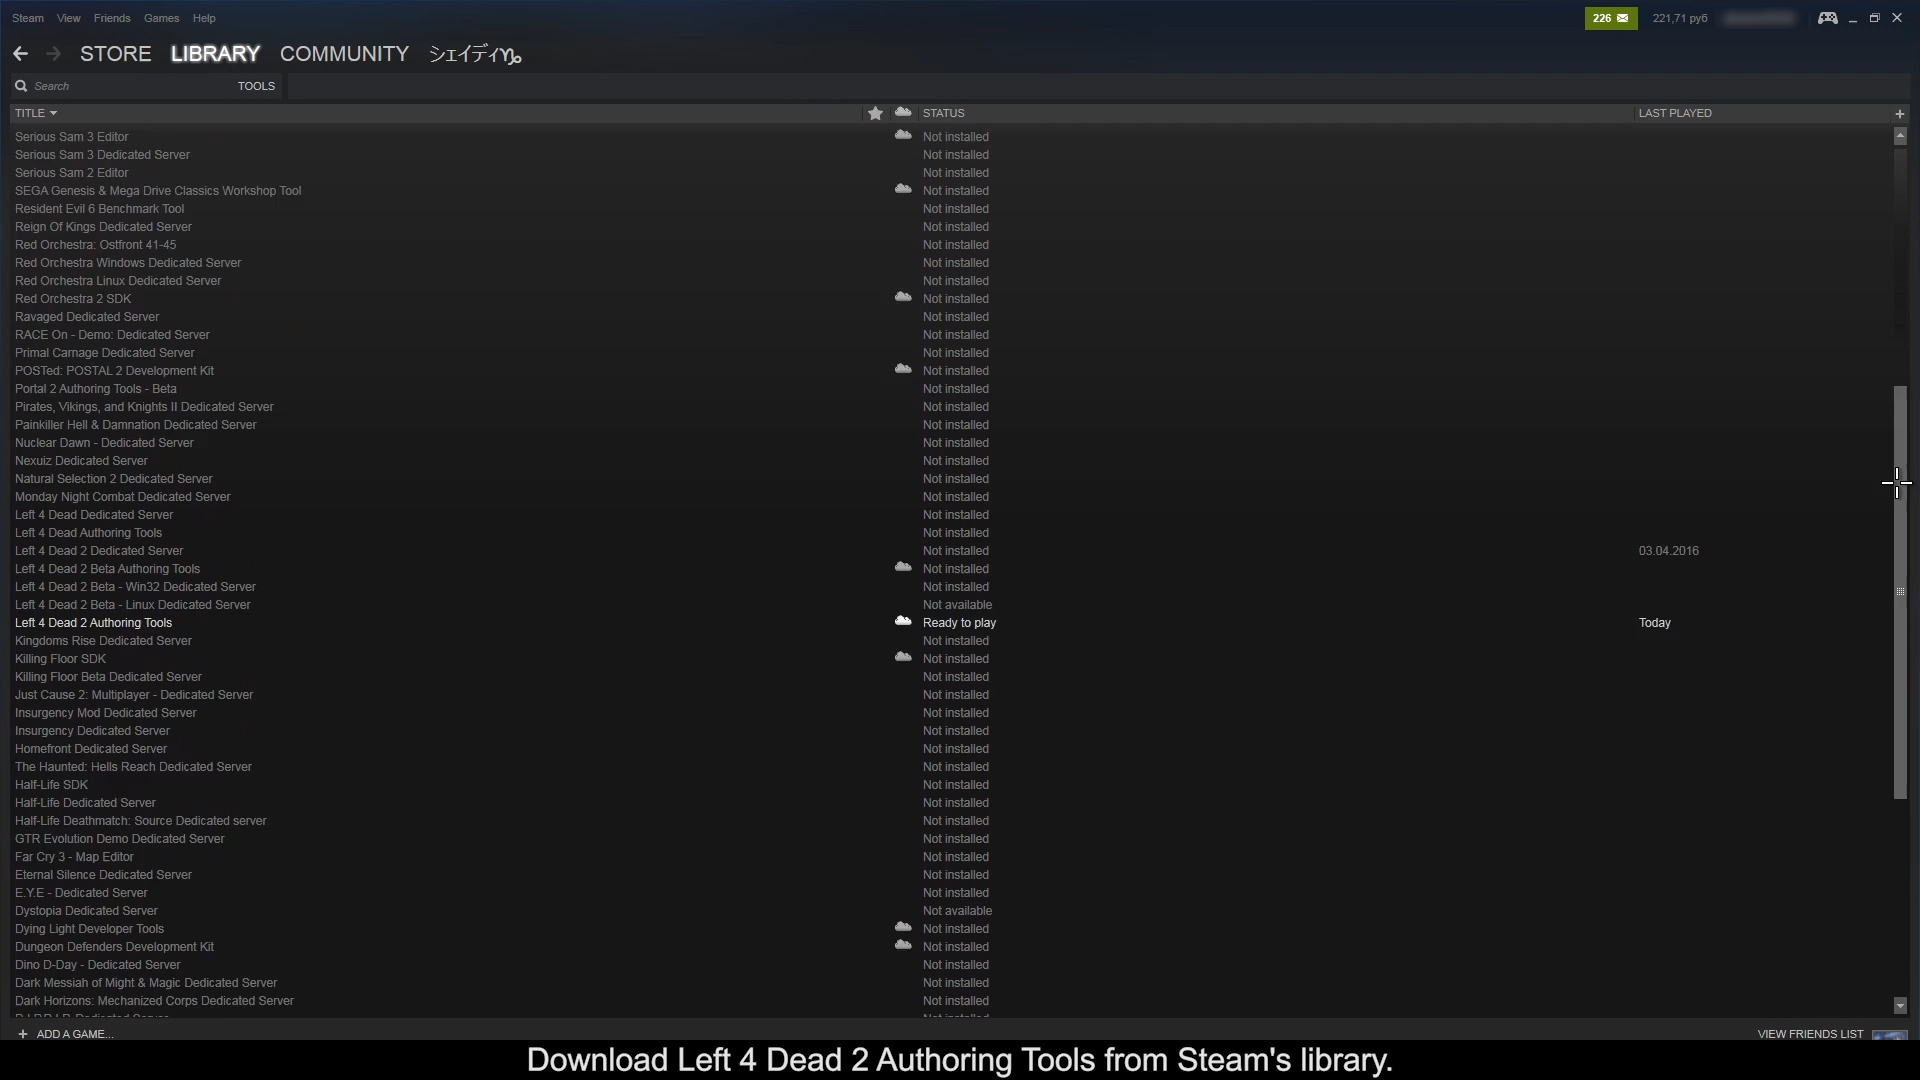 Steam View Friends Games Help 226 221,71 руб
STORE LIBRARY COMMUNITY シェイディ♑
Search TOOLS
TITLE STATUS LAST PLAYED
Serious Sam 3 Editor Not installed
Serious Sam 3 Dedicated Server Not installed
Serious Sam 2 Editor Not installed
SEGA Genesis & Mega Drive Classics Workshop Tool Not installed
Resident Evil 6 Benchmark Tool Not installed
Reign Of Kings Dedicated Server Not installed
Red Orchestra: Ostfront 41-45 Not installed
Red Orchestra Windows Dedicated Server Not installed
Red Orchestra Linux Dedicated Server Not installed
Red Orchestra 2 SDK Not installed
Ravaged Dedicated Server Not installed
RACE On - Demo: Dedicated Server Not installed
Primal Carnage Dedicated Server Not installed
POSTed: POSTAL 2 Development Kit Not installed
Portal 2 Authoring Tools - Beta Not installed
Pirates, Vikings, and Knights II Dedicated Server Not installed
Painkiller Hell & Damnation Dedicated Server Not installed
Nuclear Dawn - Dedicated Server Not installed
Nexuiz Dedicated Server Not installed
Natural Selection 2 Dedicated Server Not installed
Monday Night Combat Dedicated Server Not installed
Left 4 Dead Dedicated Server Not installed
Left 4 Dead Authoring Tools Not installed
Left 4 Dead 2 Dedicated Server Not installed 03.04.2016
Left 4 Dead 2 Beta Authoring Tools Not installed
Left 4 Dead 2 Beta - Win32 Dedicated Server Not installed
Left 4 Dead 2 Beta - Linux Dedicated Server Not available
Left 4 Dead 2 Authoring Tools Ready to play Today
Kingdoms Rise Dedicated Server Not installed
Killing Floor SDK Not installed
Killing Floor Beta Dedicated Server Not installed
Just Cause 2: Multiplayer - Dedicated Server Not installed
Insurgency Mod Dedicated Server Not installed
Insurgency Dedicated Server Not installed
Homefront Dedicated Server Not installed
The Haunted: Hells Reach Dedicated Server Not installed
Half-Life SDK Not installed
Half-Life Dedicated Server Not installed
Half-Life Deathmatch: Source Dedicated server Not installed
GTR Evolution Demo Dedicated Server Not installed
Far Cry 3 - Map Editor Not installed
Eternal Silence Dedicated Server Not installed
E.Y.E - Dedicated Server Not installed
Dystopia Dedicated Server Not available
Dying Light Developer Tools Not installed
Dungeon Defenders Development Kit Not installed
Dino D-Day - Dedicated Server Not installed
Dark Messiah of Might & Magic Dedicated Server Not installed
Dark Horizons: Mechanized Corps Dedicated Server Not installed
+ ADD A GAME... VIEW FRIENDS LIST
Download Left 4 Dead 2 Authoring Tools from Steam's library.